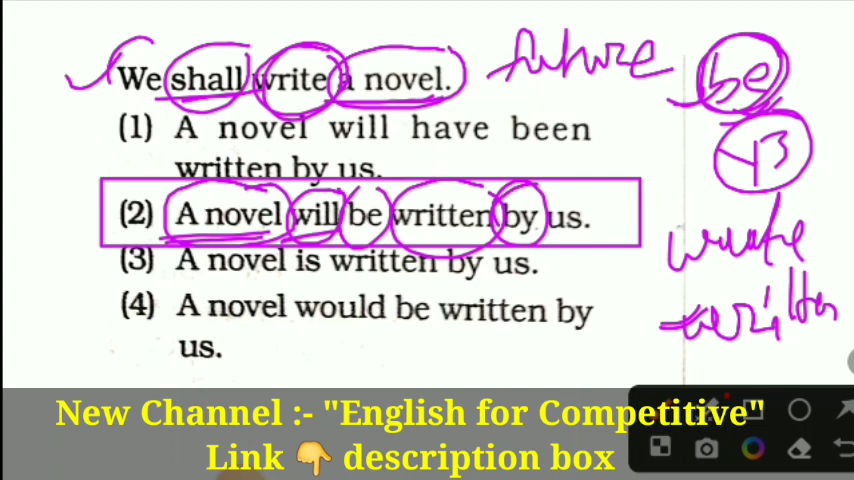 We shall write a novel.
(1) A novel will have been
written by us.
(2) A novel will be written by us.
(3) A novel is written by us.
(4) A novel would be written by
us.
future
be
V3
wrote
written
New Channel :- "English for Competitive"
Link 👇 description box